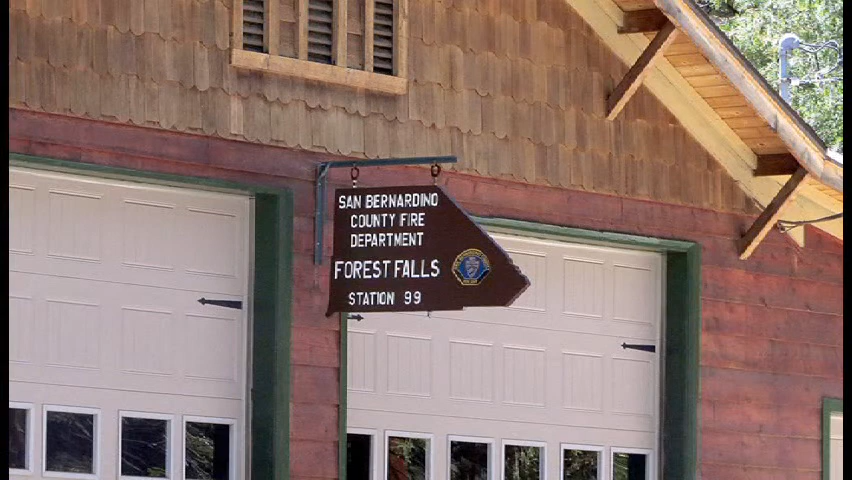 SAN BERNARDINO
COUNTY FIRE
DEPARTMENT
FOREST FALLS
STATION 99